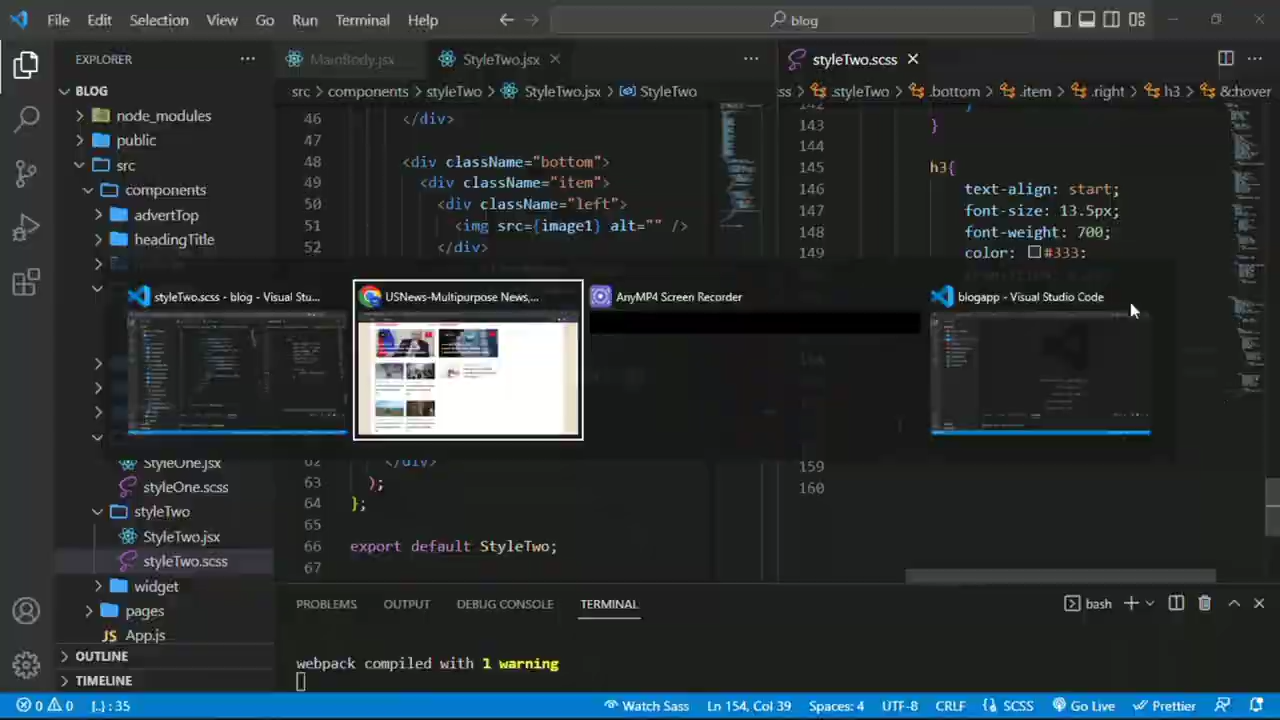 File Edit Selection View Go Run Terminal Help
blog
EXPLORER
MainBody.jsx
StyleTwo.jsx
styleTwo.scss
BLOG
src > components > styleTwo > StyleTwo.jsx > StyleTwo
ss > .styleTwo > .bottom > .item > .right > h3 > &:hover
node_modules
public
src
components
advertTop
headingTitle
StyleOne.jsx
styleOne.scss
styleTwo
StyleTwo.jsx
styleTwo.scss
widget
pages
JS App.js
OUTLINE
TIMELINE
46 </div>
47
48 <div className="bottom">
49 <div className="item">
50 <div className="left">
51 <img src={image1} alt="" />
52 </div>
62 </div>
63 );
64 };
65
66 export default StyleTwo;
67
142 }
143 }
144
145 h3{
146 text-align: start;
147 font-size: 13.5px;
148 font-weight: 700;
149 color: #333;
159
160
styleTwo.scss - blog - Visual Stu...
USNews-Multipurpose News,...
AnyMP4 Screen Recorder
blogapp - Visual Studio Code
PROBLEMS OUTPUT DEBUG CONSOLE TERMINAL
bash
webpack compiled with 1 warning
0 0 {..} : 35
Watch Sass Ln 154, Col 39 Spaces: 4 UTF-8 CRLF SCSS Go Live Prettier